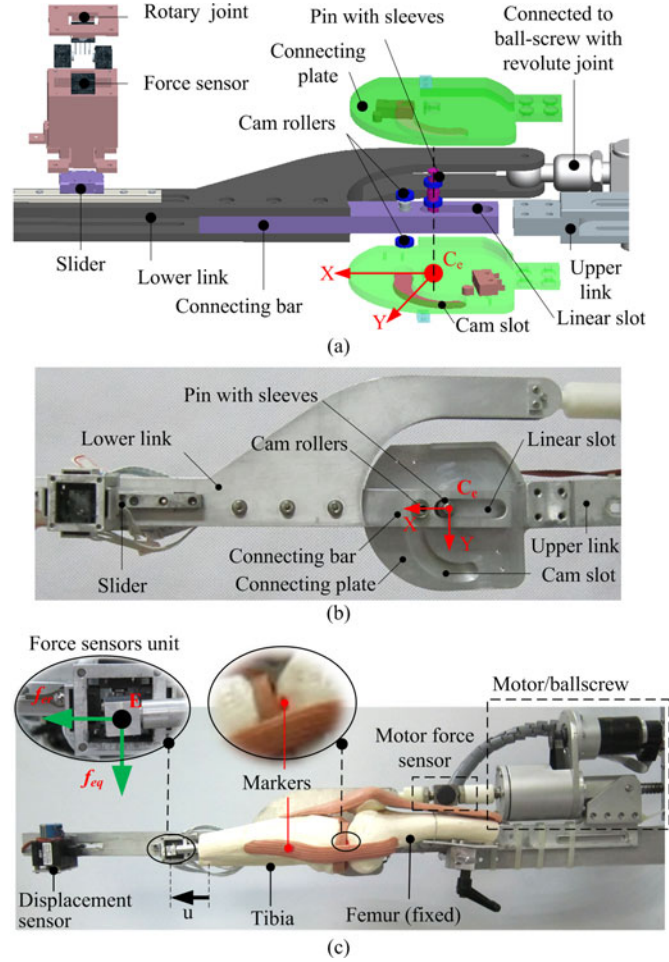 Rotary joint
Force sensor
Pin with sleeves
Connecting
plate
Cam rollers
Connected to
ball-screw with
revolute joint
Slider
Lower link
Connecting bar
X
Y
Cc
Cam slot
Linear slot
Upper
link
(a)
Pin with sleeves
Lower link
Cam rollers
Linear slot
Cc
X
Y
Connecting bar
Connecting plate
Slider
Upper link
Cam slot
(b)
Force sensors unit
E
feq
Markers
Motor/ballscrew
Motor force
sensor
Displacement
sensor
u
Tibia
Femur (fixed)
(c)